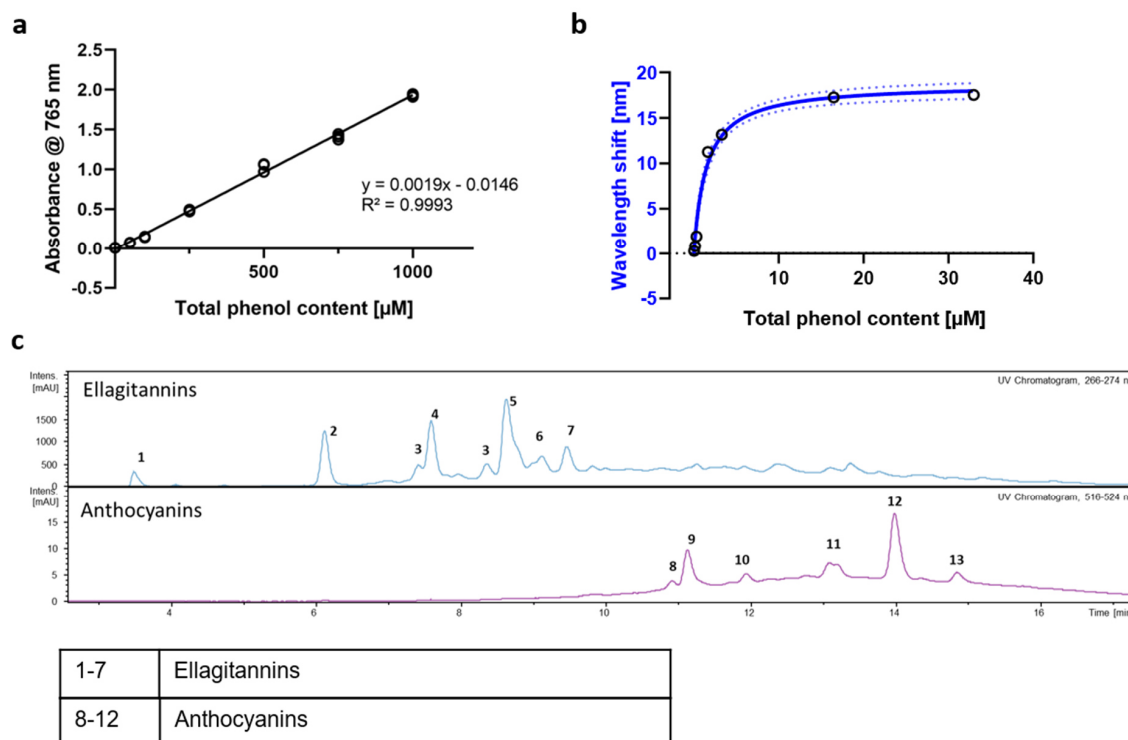 a
2.5
2.0
1.5
1.0
0.5
0.0
-0.5
Absorbance @ 765 nm
500
1000
Total phenol content [µM]
y = 0.0019x - 0.0146
R² = 0.9993
b
20
15
10
5
0
-5
Wavelength shift [nm]
10
20
30
40
Total phenol content [µM]
c
Intens.
[mAU]
Ellagitannins
UV Chromatogram, 266-274 n
1500
1000
500
0
1
2
3
4
3
5
6
7
Intens.
[mAU]
Anthocyanins
UV Chromatogram, 516-524 n
15
10
5
0
8
9
10
11
12
13
4
6
8
10
12
14
16
Time [min
1-7 Ellagitannins
8-12 Anthocyanins